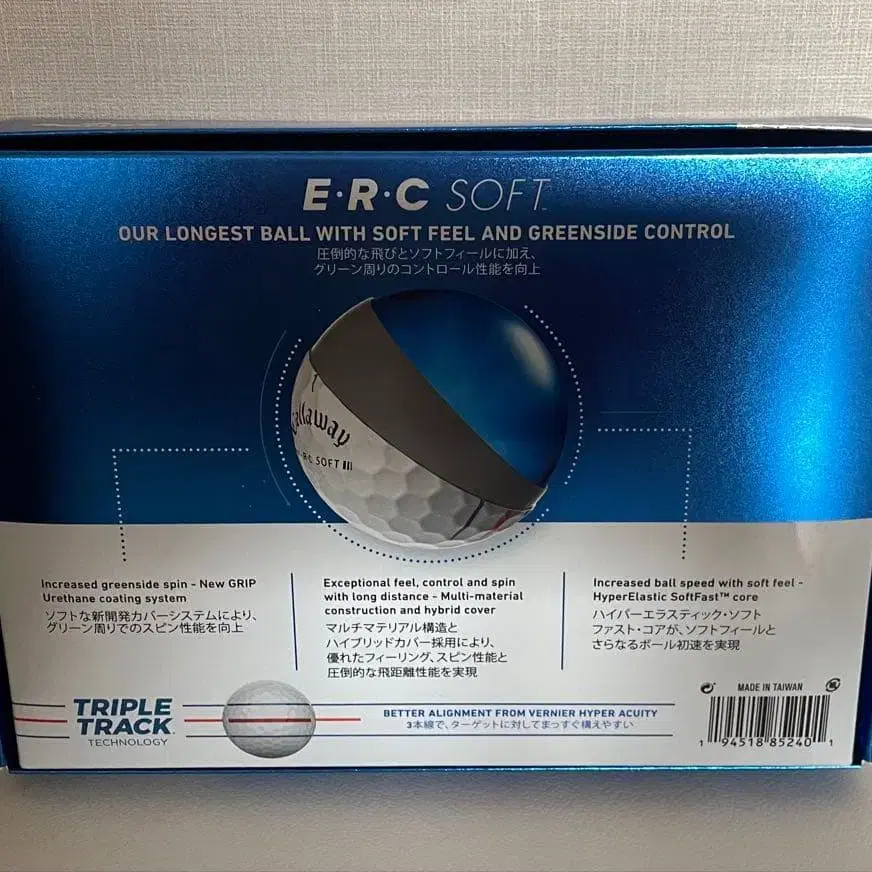 E·R·C SOFT™
OUR LONGEST BALL WITH SOFT FEEL AND GREENSIDE CONTROL
圧倒的な飛びとソフトフィールに加え、
グリーン周りのコントロール性能を向上
Callaway
SOFT
Increased greenside spin - New GRIP
Urethane coating system
ソフトな新開発カバーシステムにより、
グリーン周りでのスピン性能を向上
Exceptional feel, control and spin
with long distance - Multi-material
construction and hybrid cover
マルチマテリアル構造と
ハイブリッドカバー採用により、
優れたフィーリング、スピン性能と
圧倒的な飛距離性能を実現
Increased ball speed with soft feel -
HyperElastic SoftFast™ core
ハイパーエラスティック・ソフト
ファスト・コアが、ソフトフィールと
さらなるボール初速を実現
TRIPLE
TRACK
TECHNOLOGY
BETTER ALIGNMENT FROM VERNIER HYPER ACUITY
3本線で、ターゲットに対してまっすぐ構えやすい
MADE IN TAIWAN
1 94518 85240 1